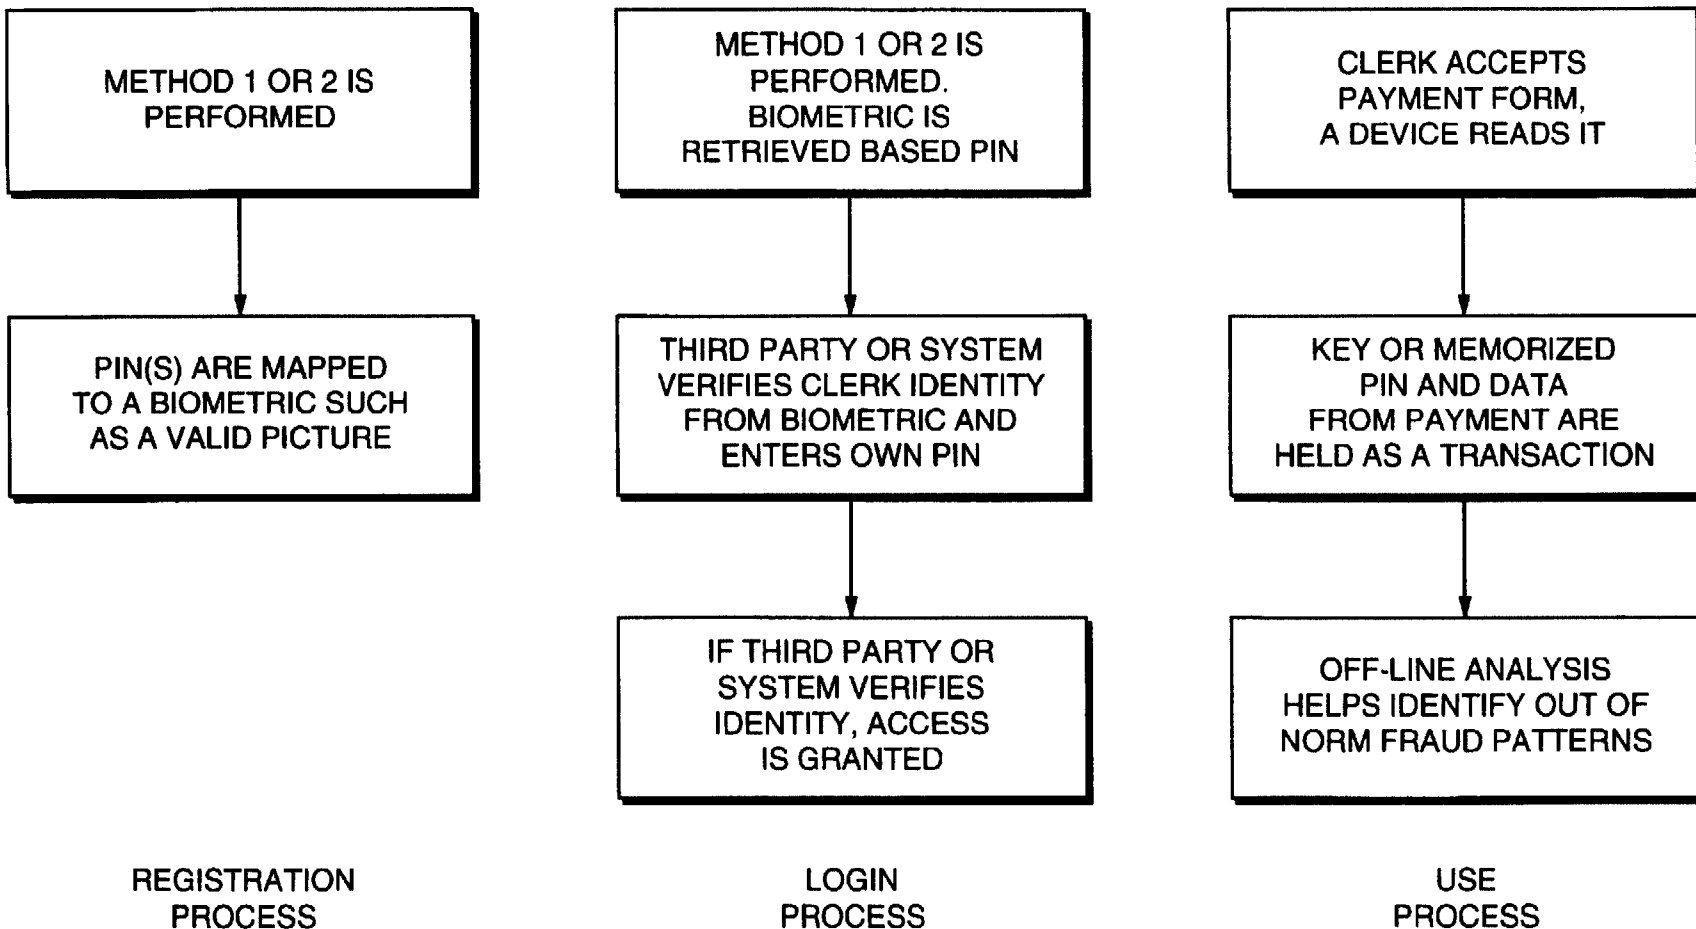 METHOD 1 OR 2 IS
PERFORMED
PIN(S) ARE MAPPED
TO A BIOMETRIC SUCH
AS A VALID PICTURE
REGISTRATION
PROCESS
METHOD 1 OR 2 IS
PERFORMED.
BIOMETRIC IS
RETRIEVED BASED PIN
THIRD PARTY OR SYSTEM
VERIFIES CLERK IDENTITY
FROM BIOMETRIC AND
ENTERS OWN PIN
IF THIRD PARTY OR
SYSTEM VERIFIES
IDENTITY, ACCESS
IS GRANTED
LOGIN
PROCESS
CLERK ACCEPTS
PAYMENT FORM,
A DEVICE READS IT
KEY OR MEMORIZED
PIN AND DATA
FROM PAYMENT ARE
HELD AS A TRANSACTION
OFF-LINE ANALYSIS
HELPS IDENTIFY OUT OF
NORM FRAUD PATTERNS
USE
PROCESS